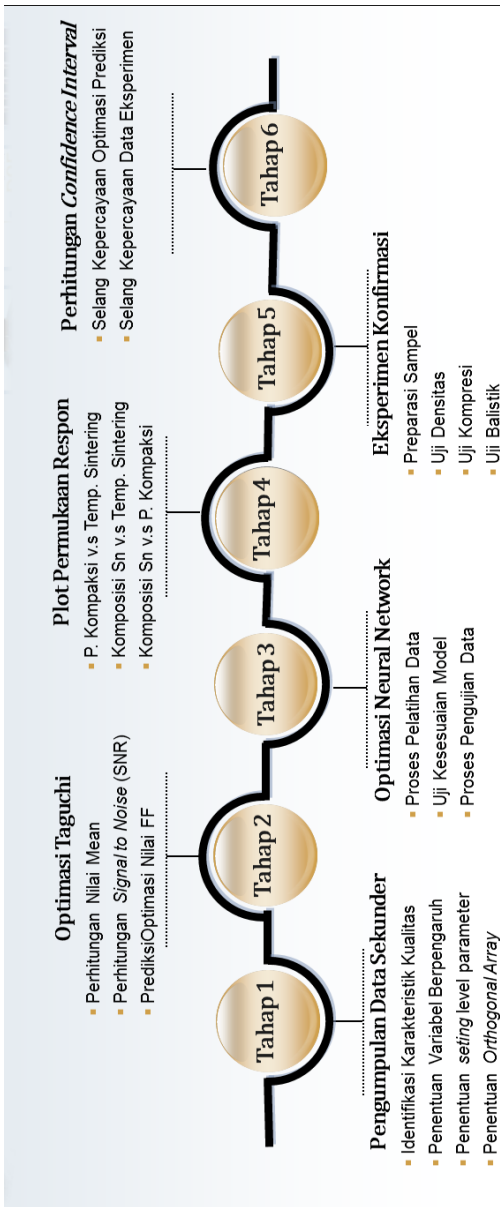 Pengumpulan Data Sekunder
Identifikasi Karakteristik Kualitas
Penentuan Variabel Berpengaruh
Penentuan seting level parameter
Penentuan Orthogonal Array
Tahap 1
Optimasi Taguchi
Perhitungan Nilai Mean
Perhitungan Signal to Noise (SNR)
PrediksiOptimasi Nilai FF
Tahap 2
Optimasi Neural Network
Proses Pelatihan Data
Uji Kesesuaian Model
Proses Pengujian Data
Tahap 3
Plot Permukaan Respon
P. Kompaksi v.s Temp. Sintering
Komposisi Sn v.s Temp. Sintering
Komposisi Sn v.s P. Kompaksi
Tahap 4
Eksperimen Konfirmasi
Preparasi Sampel
Uji Densitas
Uji Kompresi
Uji Balistik
Tahap 5
Perhitungan Confidence Interval
Selang Kepercayaan Optimasi Prediksi
Selang Kepercayaan Data Eksperimen
Tahap 6